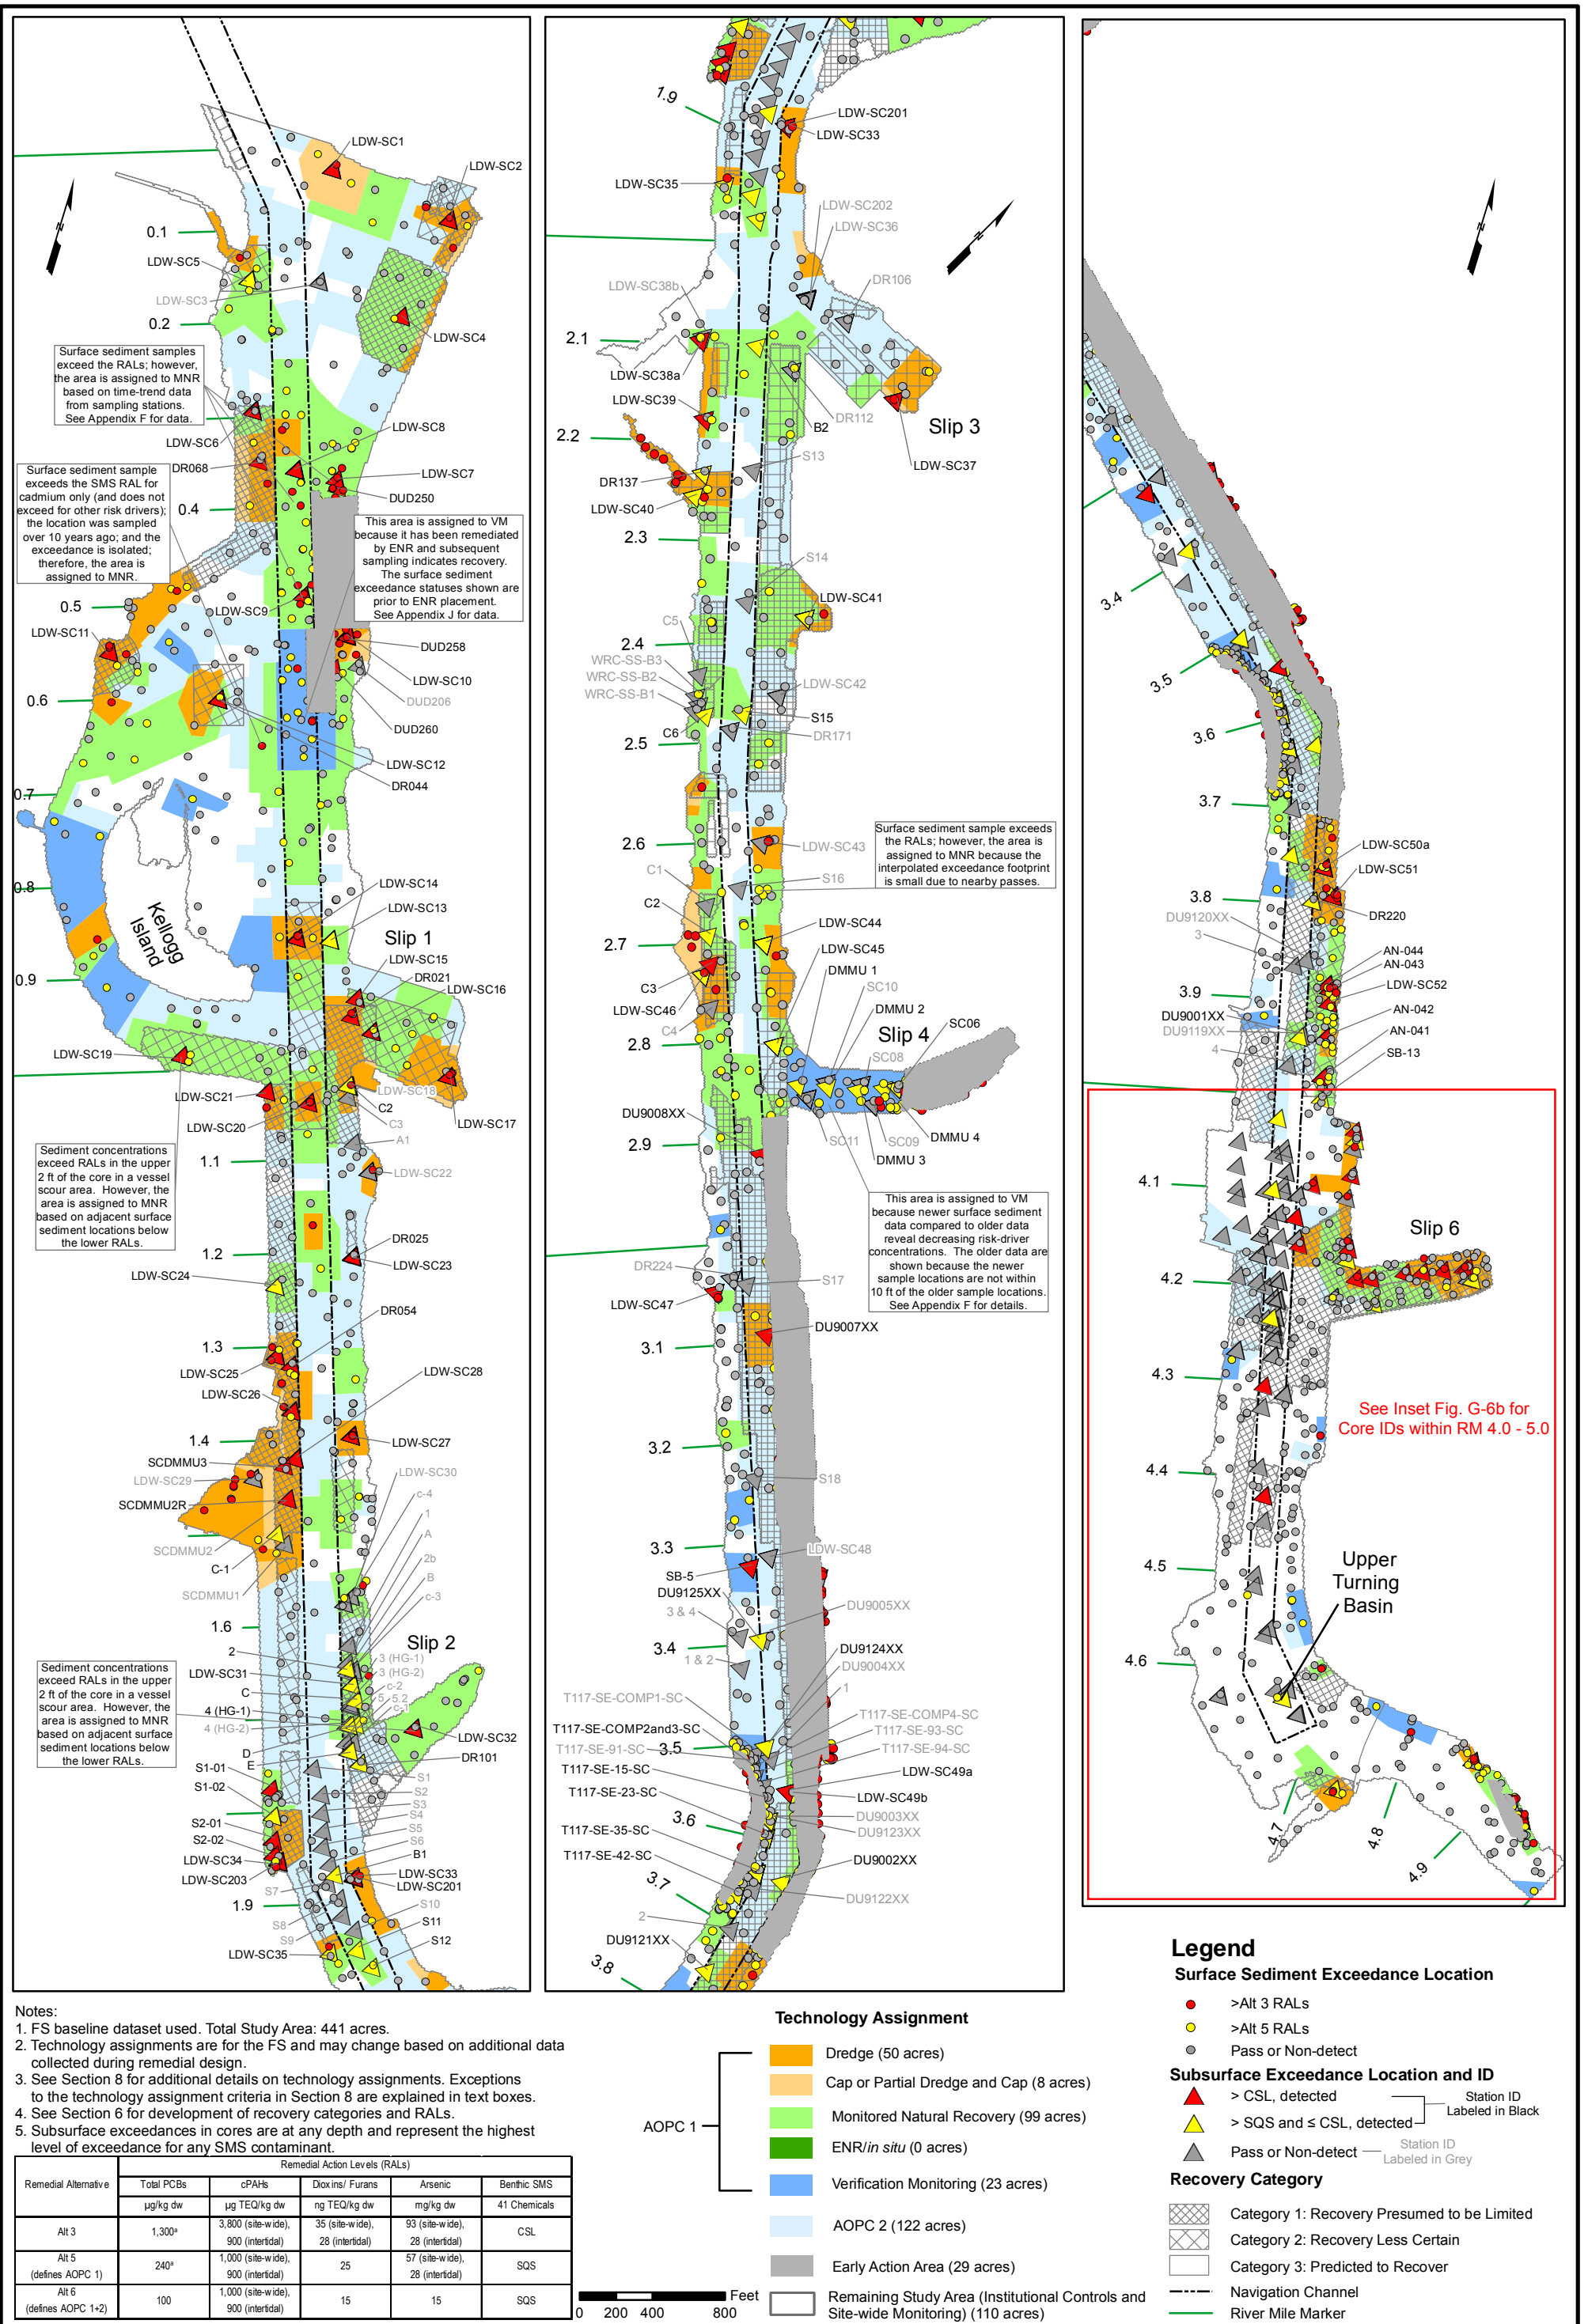 LDW-SC1
LDW-SC2
N
0.1
LDW-SC5
LDW-SC3
0.2
LDW-SC4
Surface sediment samples
exceed the RALs; however,
the area is assigned to MNR
based on time-trend data
from sampling stations.
See Appendix F for data.
LDW-SC6
LDW-SC8
DR068
LDW-SC7
DUD250
Surface sediment sample
exceeds the SMS RAL for
cadmium only (and does not
exceed for other risk drivers);
the location was sampled
over 10 years ago; and the
exceedance is isolated;
therefore, the area is
assigned to MNR.
0.4
This area is assigned to VM
because it has been remediated
by ENR and subsequent
sampling indicates recovery.
The surface sediment
exceedance statuses shown are
prior to ENR placement.
See Appendix J for data.
0.5
LDW-SC9
LDW-SC11
DUD258
LDW-SC10
DUD206
0.6
DUD260
LDW-SC12
DR044
0.7
0.8
Kellogg
Island
LDW-SC14
LDW-SC13
Slip 1
LDW-SC15
DR021
LDW-SC16
0.9
LDW-SC19
LDW-SC21
LDW-SC18
C2
LDW-SC20
C3
LDW-SC17
A1
1.1
LDW-SC22
Sediment concentrations
exceed RALs in the upper
2 ft of the core in a vessel
scour area. However, the
area is assigned to MNR
based on adjacent surface
sediment locations below
the lower RALs.
1.2
DR025
LDW-SC23
LDW-SC24
DR054
1.3
LDW-SC25
LDW-SC28
LDW-SC26
1.4
LDW-SC27
SCDMMU3
LDW-SC29
LDW-SC30
SCDMMU2R
c-4
1
A
SCDMMU2
C-1
2b
B
SCDMMU1
c-3
1.6
Slip 2
2
3 (HG-1)
LDW-SC31
3 (HG-2)
C
c-2
5
5.2
4 (HG-1)
c-1
4 (HG-2)
LDW-SC32
D
DR101
E
Sediment concentrations
exceed RALs in the upper
2 ft of the core in a vessel
scour area. However, the
area is assigned to MNR
based on adjacent surface
sediment locations below
the lower RALs.
S1-01
S1
S1-02
S2
S3
S4
S2-01
S5
S2-02
S6
B1
LDW-SC34
LDW-SC33
LDW-SC203
LDW-SC201
S7
1.9
S10
S8
S11
S9
LDW-SC35
S12
1.9
LDW-SC201
LDW-SC33
LDW-SC35
LDW-SC202
LDW-SC36
N
DR106
LDW-SC38b
2.1
LDW-SC38a
LDW-SC39
DR112
B2
Slip 3
2.2
S13
LDW-SC37
DR137
LDW-SC40
2.3
S14
LDW-SC41
C5
2.4
WRC-SS-B3
WRC-SS-B2
WRC-SS-B1
LDW-SC42
S15
C6
DR171
2.5
2.6
LDW-SC43
Surface sediment sample exceeds
the RALs; however, the area is
assigned to MNR because the
interpolated exceedance footprint
is small due to nearby passes.
C1
S16
C2
LDW-SC44
2.7
LDW-SC45
DMMU 1
C3
SC10
LDW-SC46
DMMU 2
C4
Slip 4
SC06
2.8
SC08
DU9008XX
SC11
SC09
DMMU 4
DMMU 3
2.9
This area is assigned to VM
because newer surface sediment
data compared to older data
reveal decreasing risk-driver
concentrations. The older data are
shown because the newer
sample locations are not within
10 ft of the older sample locations.
See Appendix F for details.
DR224
S17
LDW-SC47
DU9007XX
3.1
3.2
S18
3.3
LDW-SC48
SB-5
DU9125XX
3 & 4
DU9005XX
3.4
DU9124XX
1 & 2
DU9004XX
1
T117-SE-COMP1-SC
T117-SE-COMP4-SC
T117-SE-COMP2and3-SC
T117-SE-93-SC
T117-SE-91-SC
3.5
T117-SE-94-SC
T117-SE-15-SC
LDW-SC49a
T117-SE-23-SC
LDW-SC49b
3.6
DU9003XX
DU9123XX
T117-SE-35-SC
T117-SE-42-SC
DU9002XX
3.7
DU9122XX
2
DU9121XX
3.8
N
3.4
3.5
3.6
3.7
LDW-SC50a
LDW-SC51
3.8
DR220
DU9120XX
3
AN-044
AN-043
LDW-SC52
3.9
DU9001XX
AN-042
DU9119XX
AN-041
4
SB-13
4.1
Slip 6
4.2
4.3
See Inset Fig. G-6b for
Core IDs within RM 4.0 - 5.0
4.4
4.5
Upper
Turning
Basin
4.6
4.7
4.8
4.9
Notes:
1. FS baseline dataset used. Total Study Area: 441 acres.
2. Technology assignments are for the FS and may change based on additional data
collected during remedial design.
3. See Section 8 for additional details on technology assignments. Exceptions
to the technology assignment criteria in Section 8 are explained in text boxes.
4. See Section 6 for development of recovery categories and RALs.
5. Subsurface exceedances in cores are at any depth and represent the highest
level of exceedance for any SMS contaminant.
Remedial Alternative
Remedial Action Levels (RALs)
Total PCBs
cPAHs
Dioxins/ Furans
Arsenic
Benthic SMS
µg/kg dw
µg TEQ/kg dw
ng TEQ/kg dw
mg/kg dw
41 Chemicals
Alt 3
1,300ᵃ
3,800 (site-wide),
900 (intertidal)
35 (site-wide),
28 (intertidal)
93 (site-wide),
28 (intertidal)
CSL
Alt 5
(defines AOPC 1)
240ᵃ
1,000 (site-wide),
900 (intertidal)
25
57 (site-wide),
28 (intertidal)
SQS
Alt 6
(defines AOPC 1+2)
100
1,000 (site-wide),
900 (intertidal)
15
15
SQS
Technology Assignment
AOPC 1
Dredge (50 acres)
Cap or Partial Dredge and Cap (8 acres)
Monitored Natural Recovery (99 acres)
ENR/in situ (0 acres)
Verification Monitoring (23 acres)
AOPC 2 (122 acres)
Early Action Area (29 acres)
Remaining Study Area (Institutional Controls and
Site-wide Monitoring) (110 acres)
Feet
0 200 400 800
Legend
Surface Sediment Exceedance Location
>Alt 3 RALs
>Alt 5 RALs
Pass or Non-detect
Subsurface Exceedance Location and ID
> CSL, detected
> SQS and ≤ CSL, detected
Station ID
Labeled in Black
Pass or Non-detect
Station ID
Labeled in Grey
Recovery Category
Category 1: Recovery Presumed to be Limited
Category 2: Recovery Less Certain
Category 3: Predicted to Recover
Navigation Channel
River Mile Marker